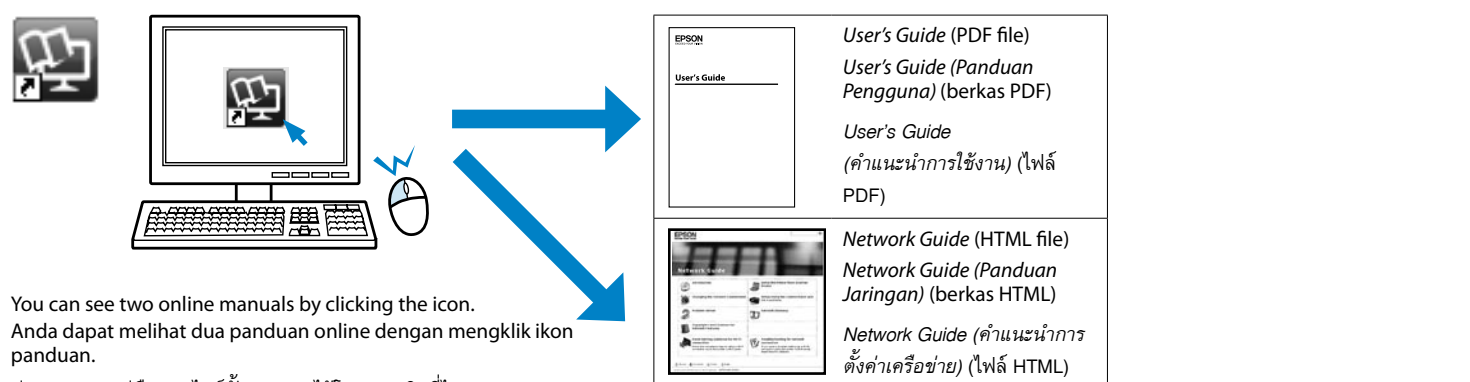 You can see two online manuals by clicking the icon.
Anda dapat melihat dua panduan online dengan mengklik ikon
panduan.
EPSON
User's Guide
User's Guide (PDF file)
User's Guide (Panduan
Pengguna) (berkas PDF)
User's Guide
(คำแนะนำการใช้งาน) (ไฟล์
PDF)
EPSON
Network Guide
Network Guide (HTML file)
Network Guide (Panduan
Jaringan) (berkas HTML)
Network Guide (คำแนะนำการ
ตั้งค่าเครือข่าย) (ไฟล์ HTML)